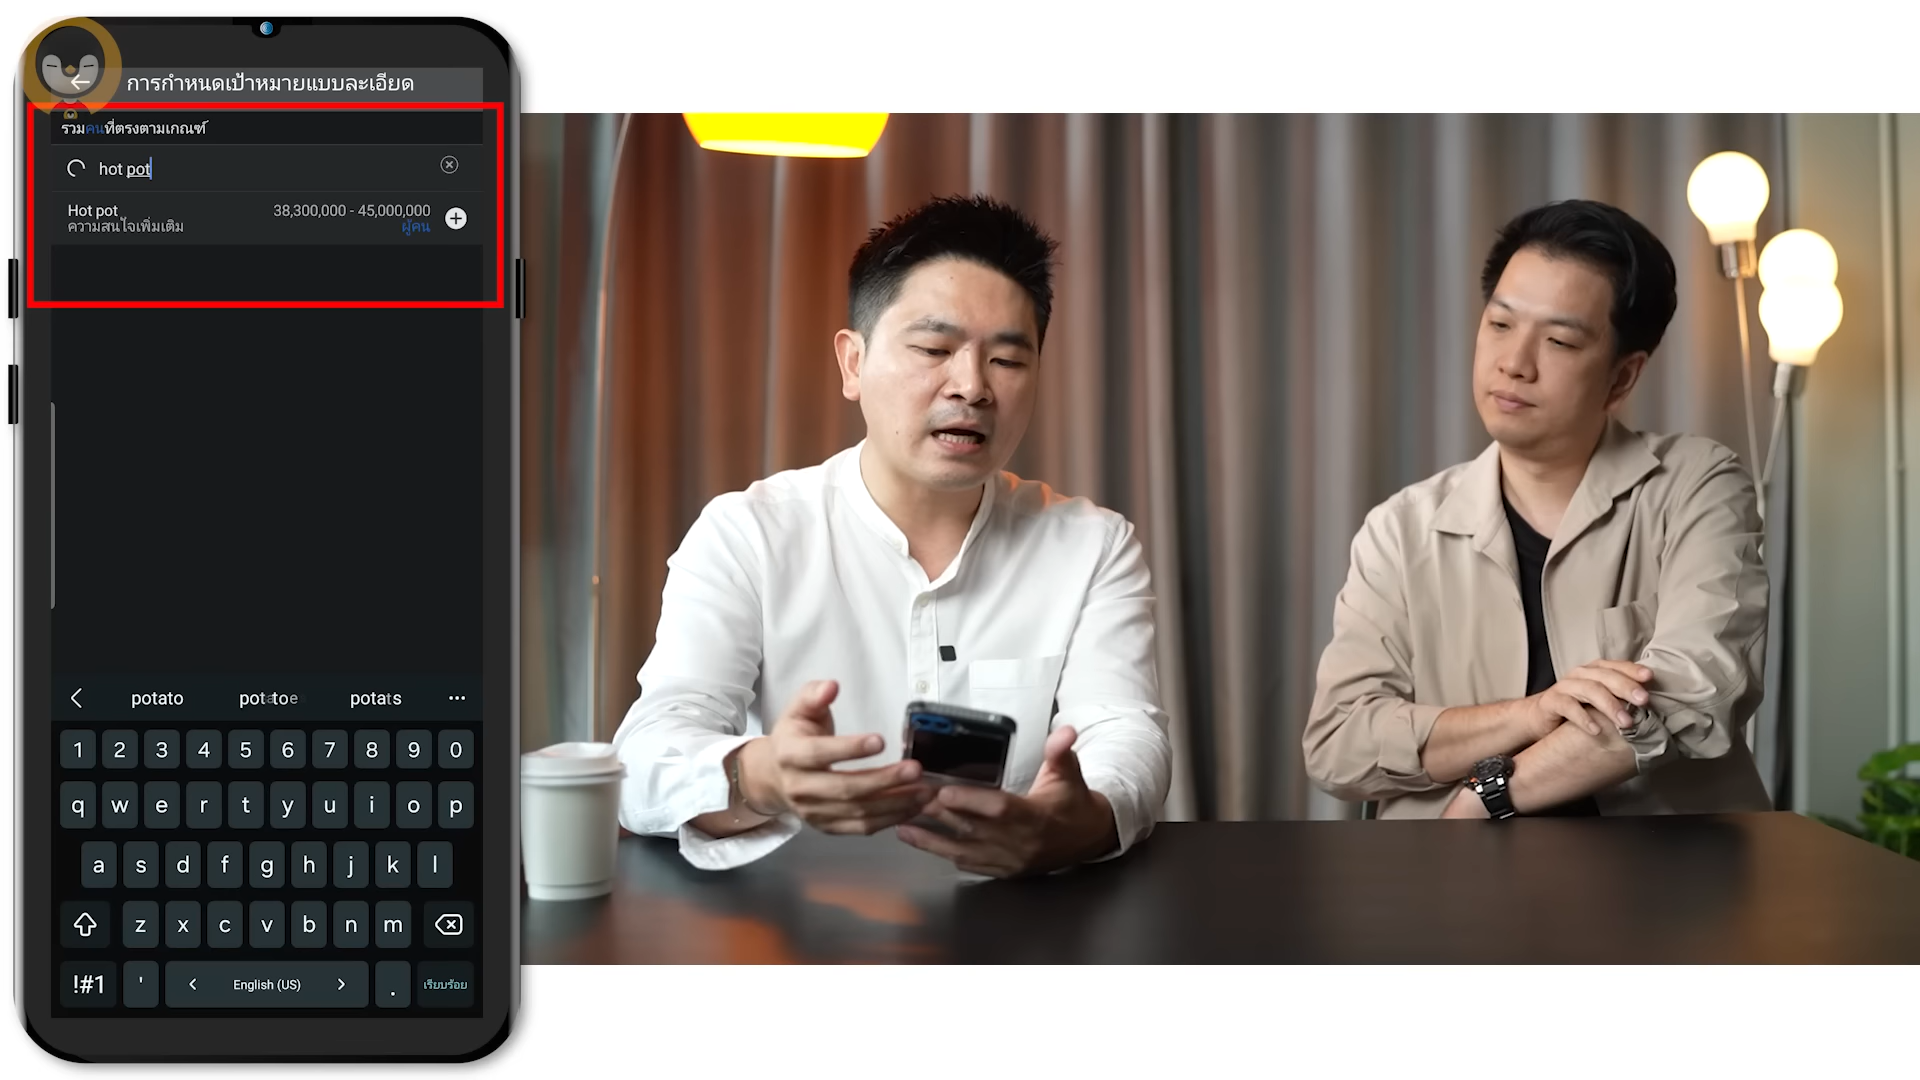 การกำหนดเป้าหมายแบบละเอียด
รวมคนที่ตรงตามเกณฑ์
hot pot
Hot pot 38,300,000 - 45,000,000
ความสนใจเพิ่มเติม ผู้คน
potato potatoe potats ...
1 2 3 4 5 6 7 8 9 0
q w e r t y u i o p
a s d f g h j k l
z x c v b n m
!#1 ' < English (US) > . เรียบร้อย